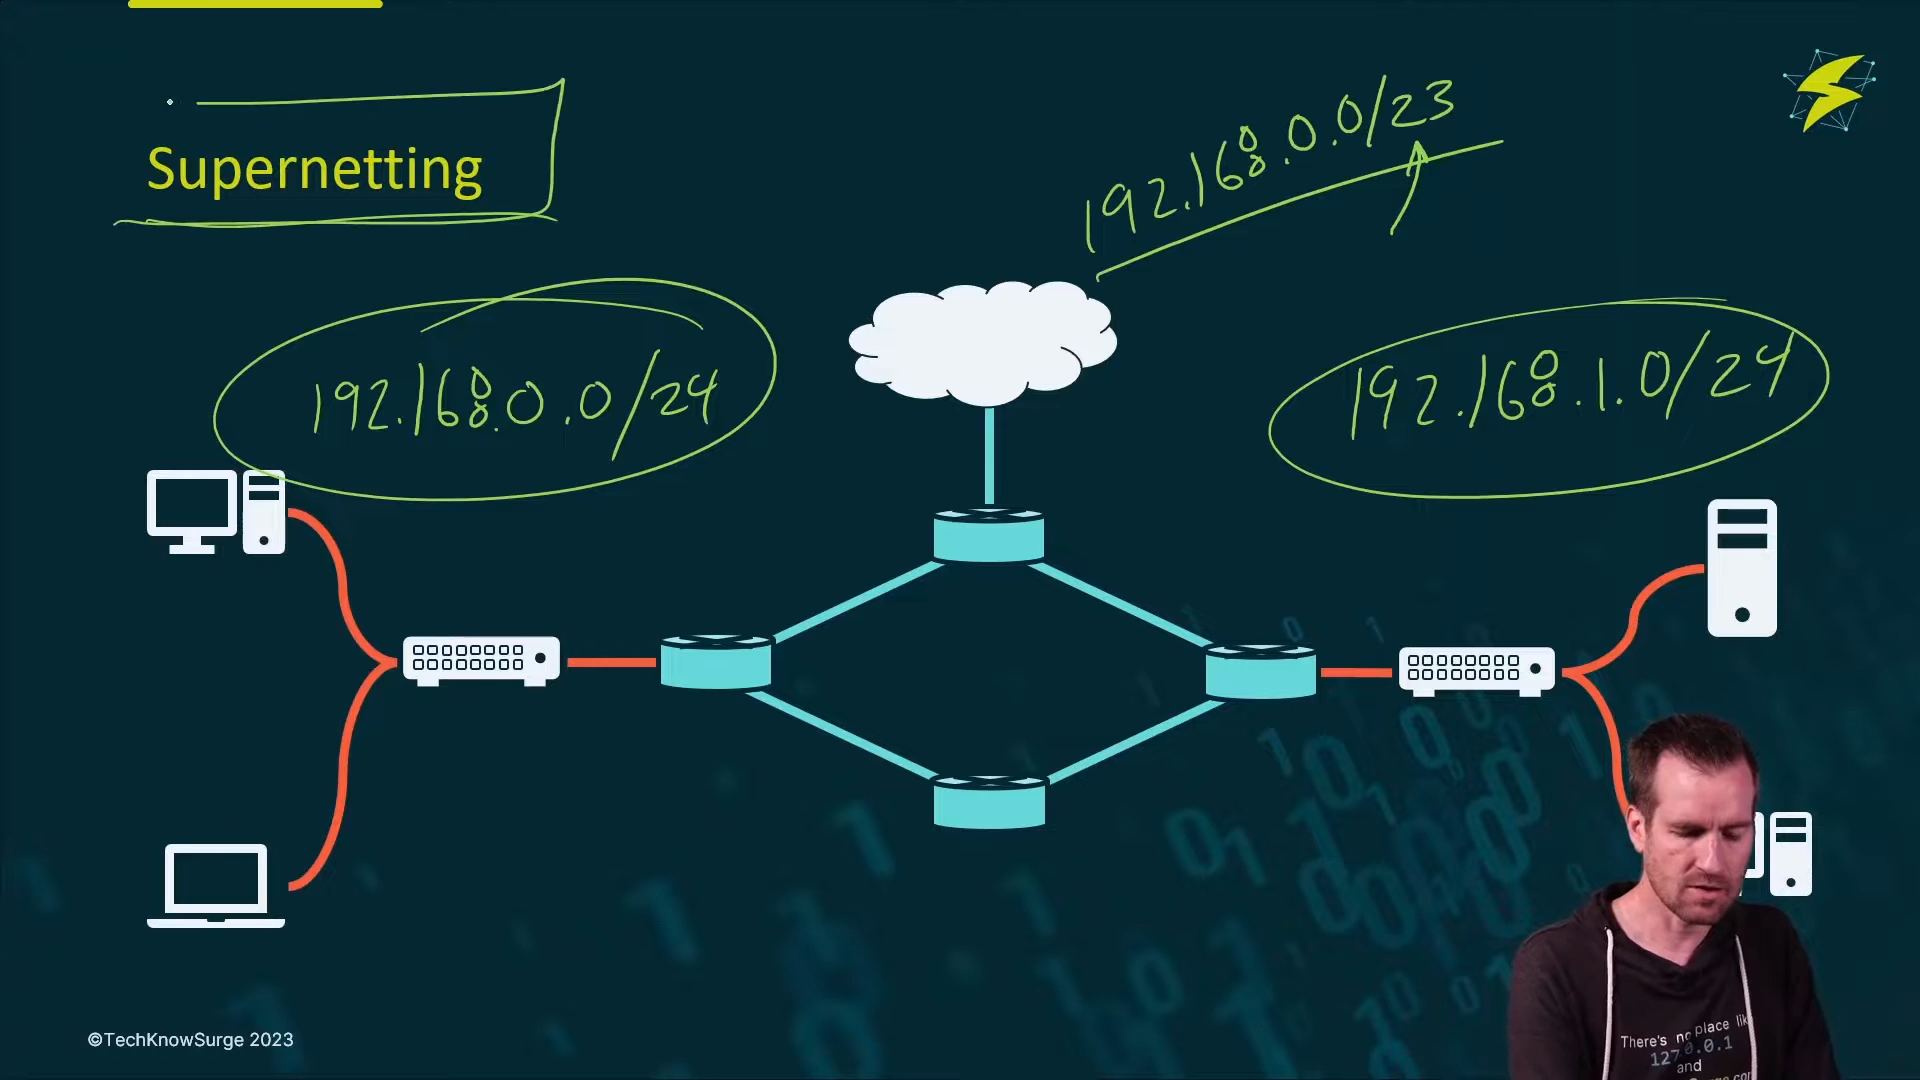 Supernetting
192.168.0.0/23
192.168.0.0/24
192.168.1.0/24
©TechKnowSurge 2023
There's no place
127.0.0.1
and